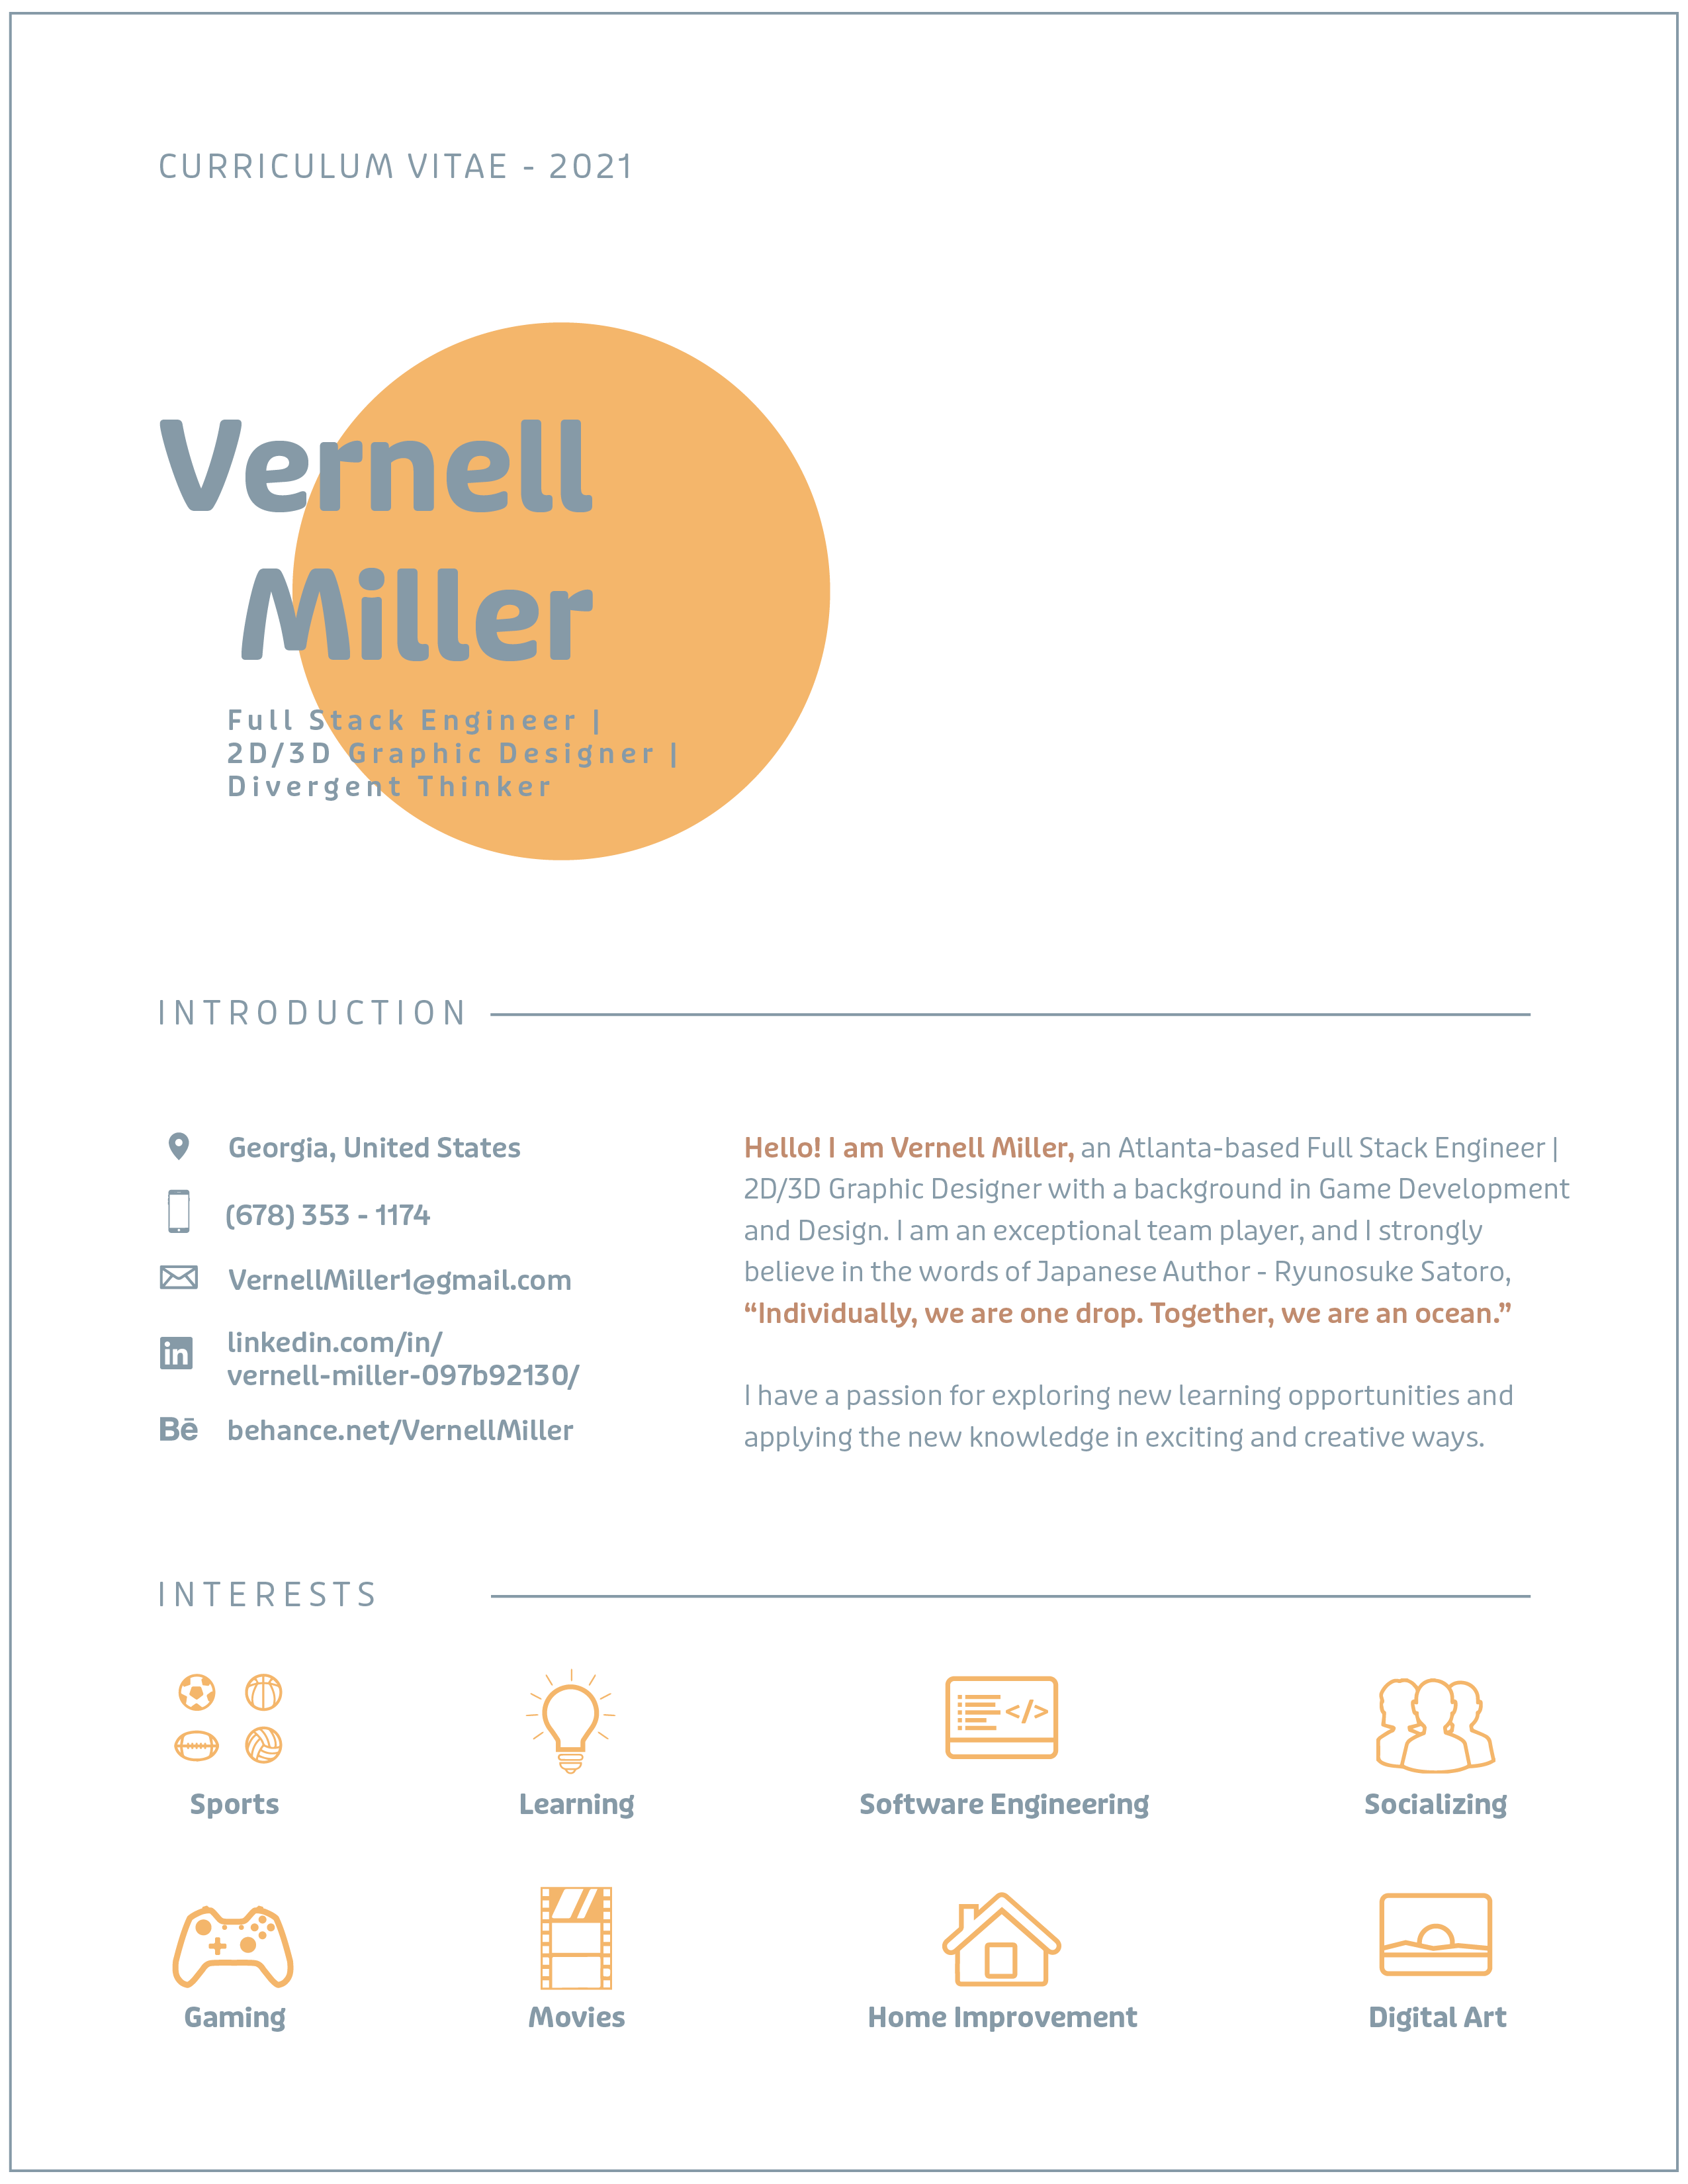 CURRICULUM VITAE - 2021
Vernell
Miller
Full Stack Engineer |
2D/3D Graphic Designer |
Divergent Thinker
INTRODUCTION
Georgia, United States
(678) 353 - 1174
VernellMiller1@gmail.com
in
linkedin.com/in/
vernell-miller-097b92130/
Bē
behance.net/VernellMiller
Hello! I am Vernell Miller, an Atlanta-based Full Stack Engineer |
2D/3D Graphic Designer with a background in Game Development
and Design. I am an exceptional team player, and I strongly
believe in the words of Japanese Author - Ryunosuke Satoro,
“Individually, we are one drop. Together, we are an ocean.”
I have a passion for exploring new learning opportunities and
applying the new knowledge in exciting and creative ways.
INTERESTS
</>
Sports
Learning
Software Engineering
Socializing
Gaming
Movies
Home Improvement
Digital Art